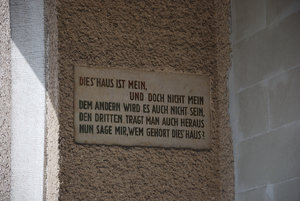 DIES'HAUS IST MEIN,
UND DOCH NICHT MEIN
DEM ANDERN WIRD ES AUCH NICHT SEIN,
DEN DRITTEN TRAGT MAN AUCH HERAUS
NUN SAGE MIR, WEM GEHORT DIES'HAUS?